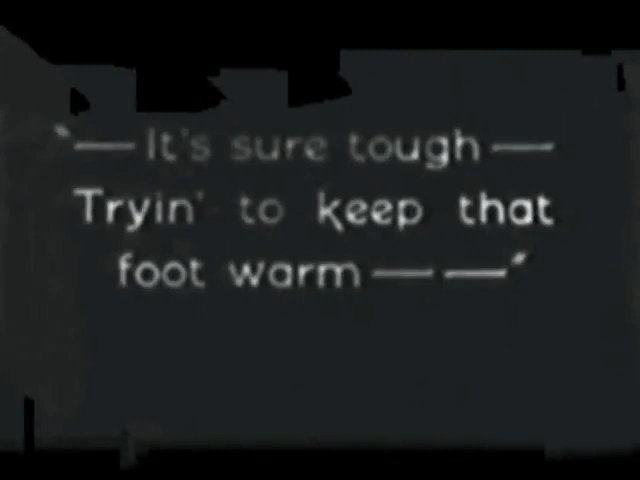 "— It's sure tough —
Tryin' to keep that
foot warm — —"